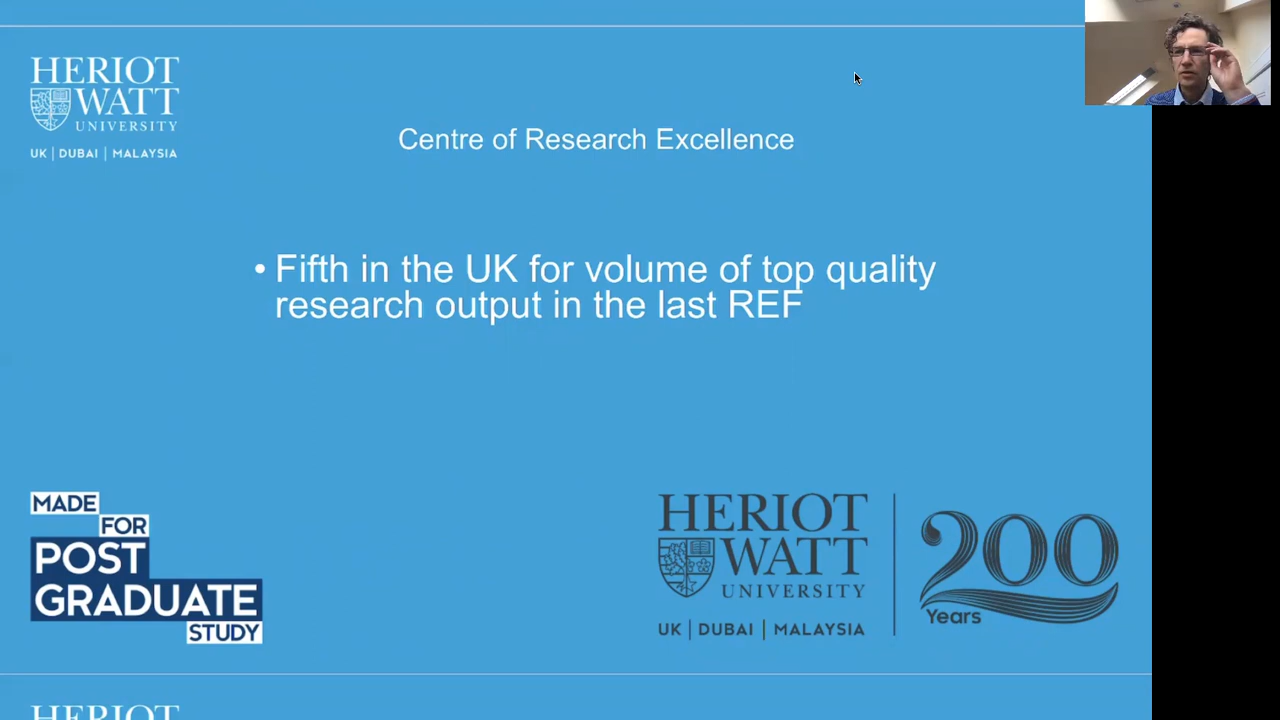 HERIOT
WATT
UNIVERSITY
UK | DUBAI | MALAYSIA
Centre of Research Excellence
• Fifth in the UK for volume of top quality
research output in the last REF
MADE
FOR
POST
GRADUATE
STUDY
HERIOT
WATT
UNIVERSITY
UK | DUBAI | MALAYSIA
200
Years
HERIOT